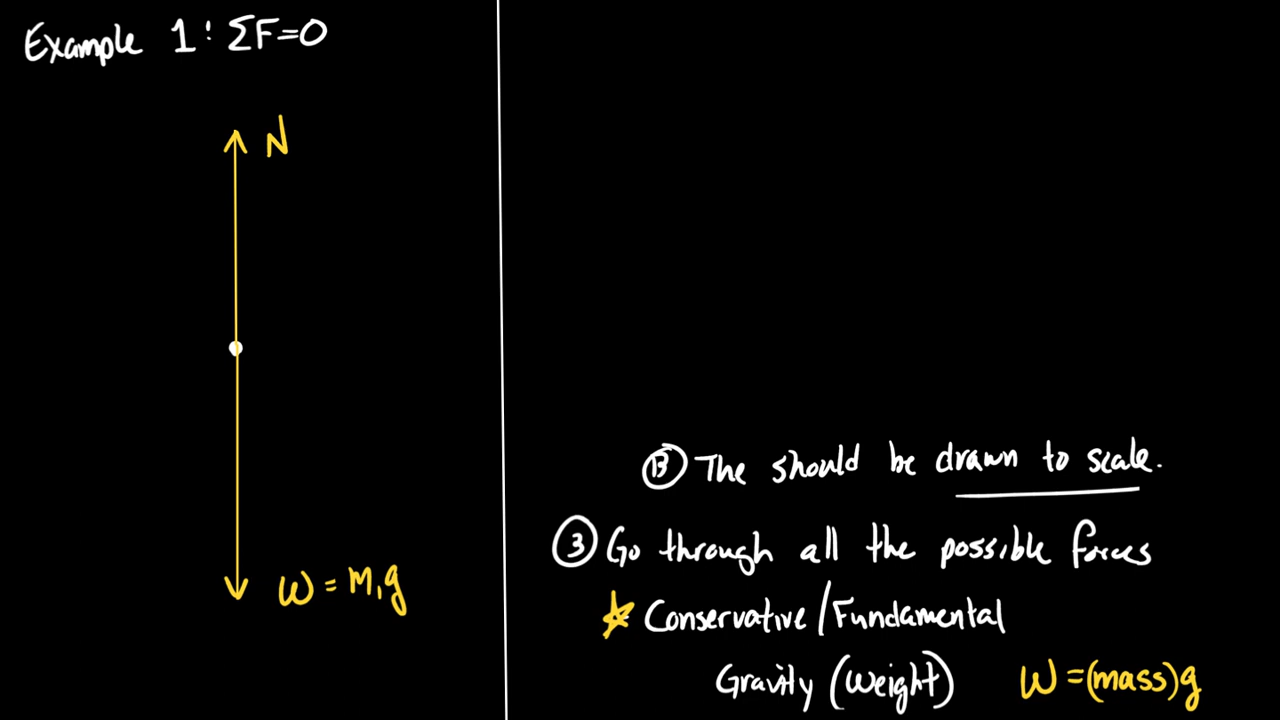 Example 1: ΣF=0
N
W = m₁g
Ⓑ The should be drawn to scale.
③ Go through all the possible forces
Conservative/Fundamental
Gravity (Weight) W=(mass)g